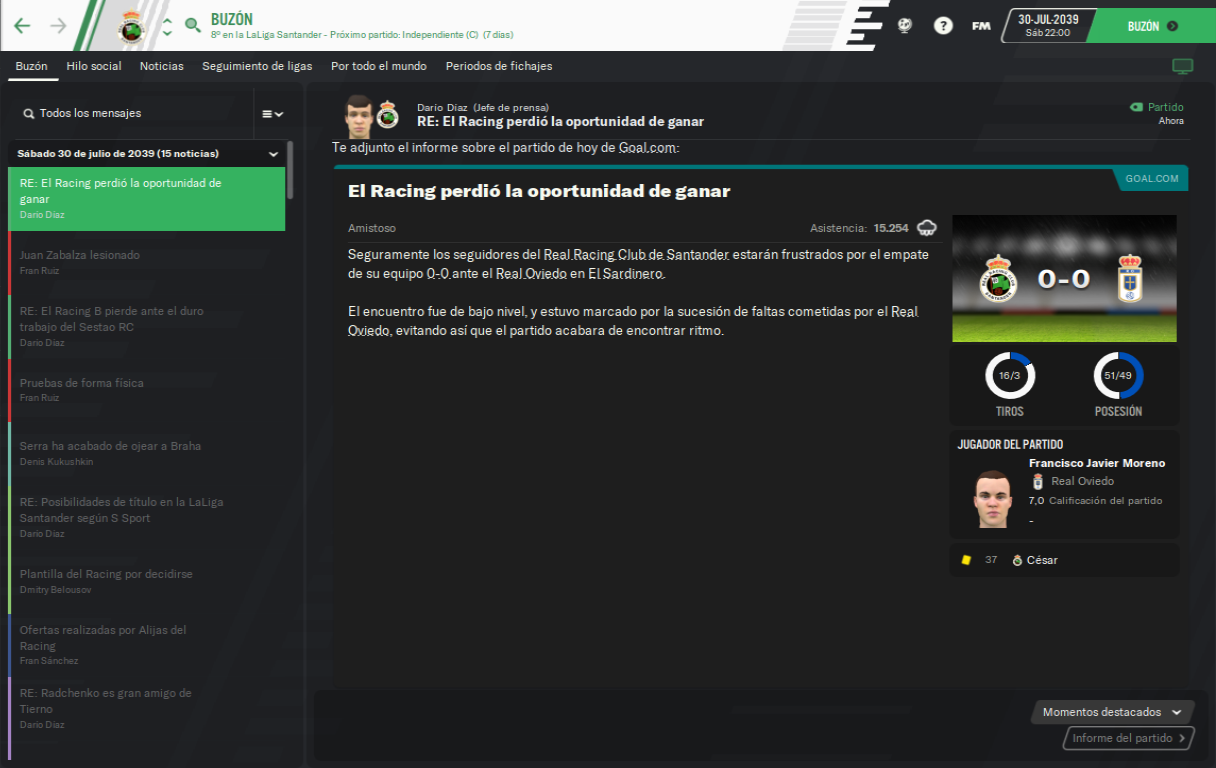 BUZÓN
8º en la LaLiga Santander - Próximo partido: Independiente (C) (7 días)
FM
30-JUL-2039
Sáb 22:00
BUZÓN
Buzón Hilo social Noticias Seguimiento de ligas Por todo el mundo Periodos de fichajes
Todos los mensajes
Sábado 30 de julio de 2039 (15 noticias)
RE: El Racing perdió la oportunidad de
ganar
Darío Díaz
Juan Zabalza lesionado
Fran Ruiz
RE: El Racing B pierde ante el duro
trabajo del Sestao RC
Darío Díaz
Pruebas de forma física
Fran Ruiz
Serra ha acabado de ojear a Braha
Denis Kukushkin
RE: Posibilidades de título en la LaLiga
Santander según S Sport
Darío Díaz
Plantilla del Racing por decidirse
Dmitry Belousov
Ofertas realizadas por Alijas del
Racing
Fran Sánchez
RE: Radchenko es gran amigo de
Tierno
Darío Díaz
Darío Díaz (Jefe de prensa)
RE: El Racing perdió la oportunidad de ganar
Partido
Ahora
Te adjunto el informe sobre el partido de hoy de Goal.com:
GOAL.COM
El Racing perdió la oportunidad de ganar
Amistoso
Asistencia: 15.254
Seguramente los seguidores del Real Racing Club de Santander estarán frustrados por el empate
de su equipo 0-0 ante el Real Oviedo en El Sardinero.
El encuentro fue de bajo nivel, y estuvo marcado por la sucesión de faltas cometidas por el Real
Oviedo, evitando así que el partido acabara de encontrar ritmo.
0-0
16/3
51/49
TIROS
POSESIÓN
JUGADOR DEL PARTIDO
Francisco Javier Moreno
Real Oviedo
7,0 Calificación del partido
-
37 César
Momentos destacados
Informe del partido